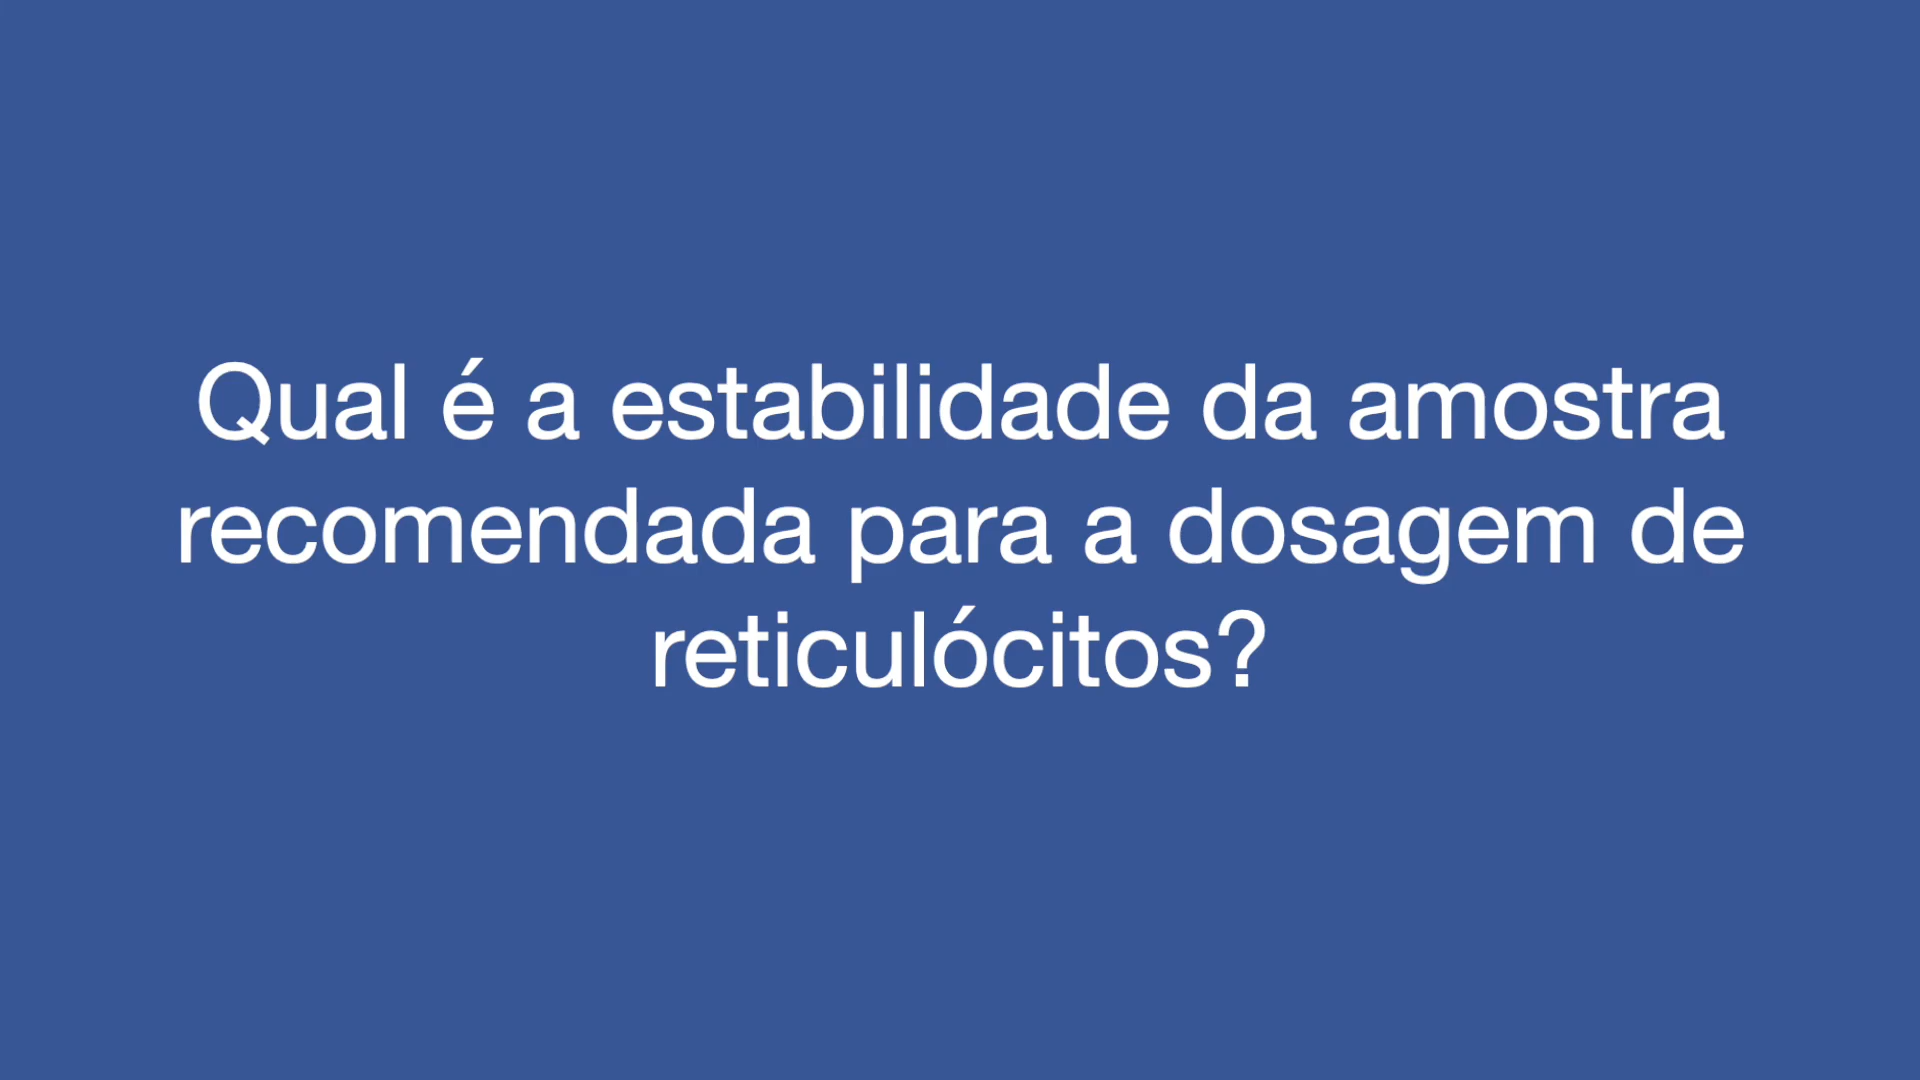 Qual é a estabilidade da amostra
recomendada para a dosagem de
reticulócitos?